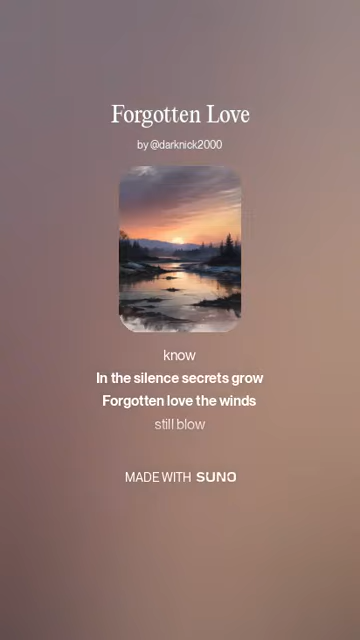 Forgotten Love
by @darknick2000
know
In the silence secrets grow
Forgotten love the winds
still blow
MADE WITH SUNO